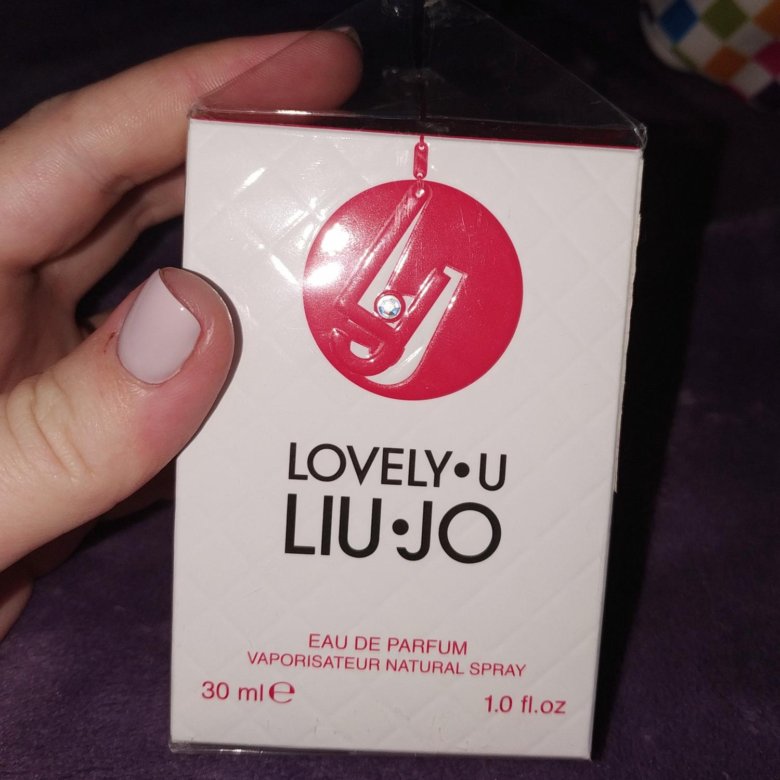 LOVELY•U
LIU•JO
EAU DE PARFUM
VAPORISATEUR NATURAL SPRAY
30 ml ℮
1.0 fl.oz